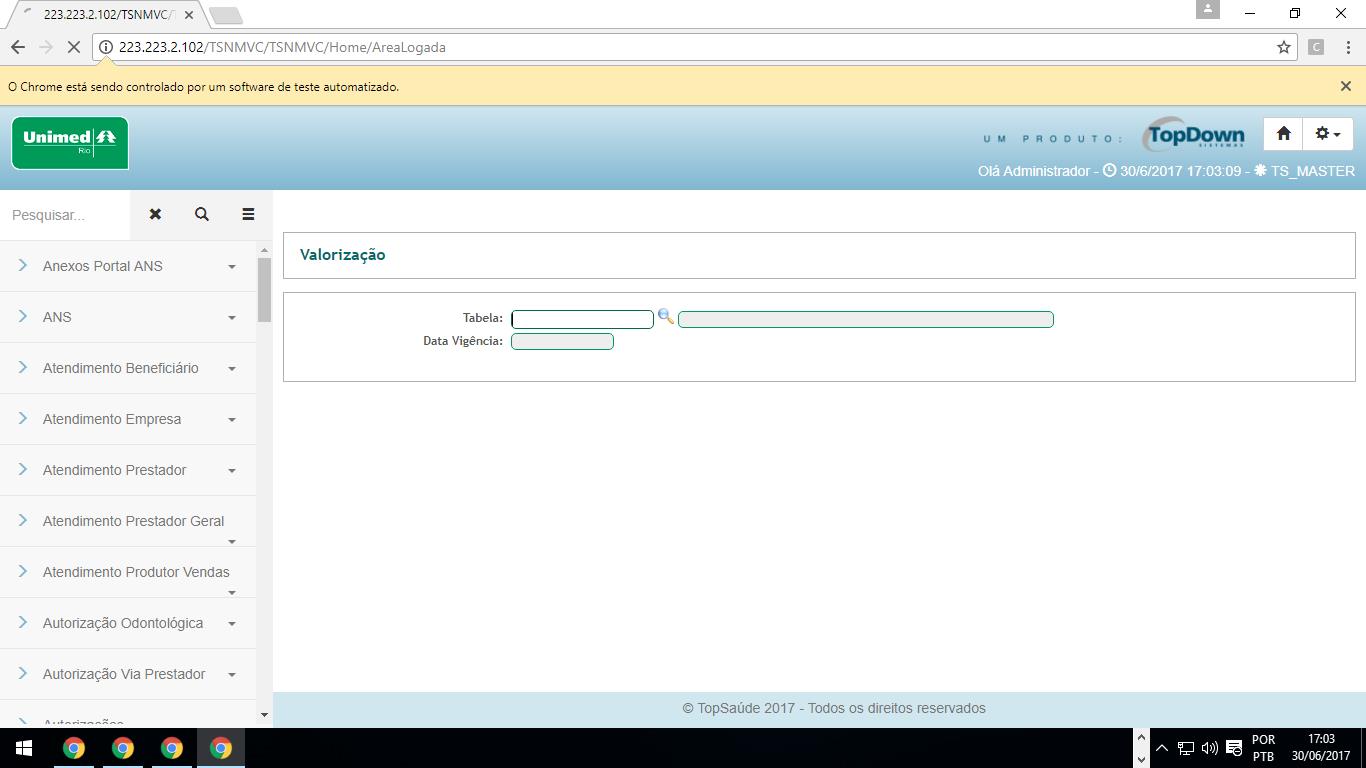 223.223.2.102/TSNMVC/T
223.223.2.102/TSNMVC/TSNMVC/Home/AreaLogada
C
O Chrome está sendo controlado por um software de teste automatizado.
Unimed
Rio
UM PRODUTO:
TopDown
SISTEMAS
Olá Administrador - 30/6/2017 17:03:09 - TS_MASTER
Pesquisar...
Anexos Portal ANS
ANS
Atendimento Beneficiário
Atendimento Empresa
Atendimento Prestador
Atendimento Prestador Geral
Atendimento Produtor Vendas
Autorização Odontológica
Autorização Via Prestador
Autorizações
Valorização
Tabela:
Data Vigência:
© TopSaúde 2017 - Todos os direitos reservados
POR
PTB
17:03
30/06/2017